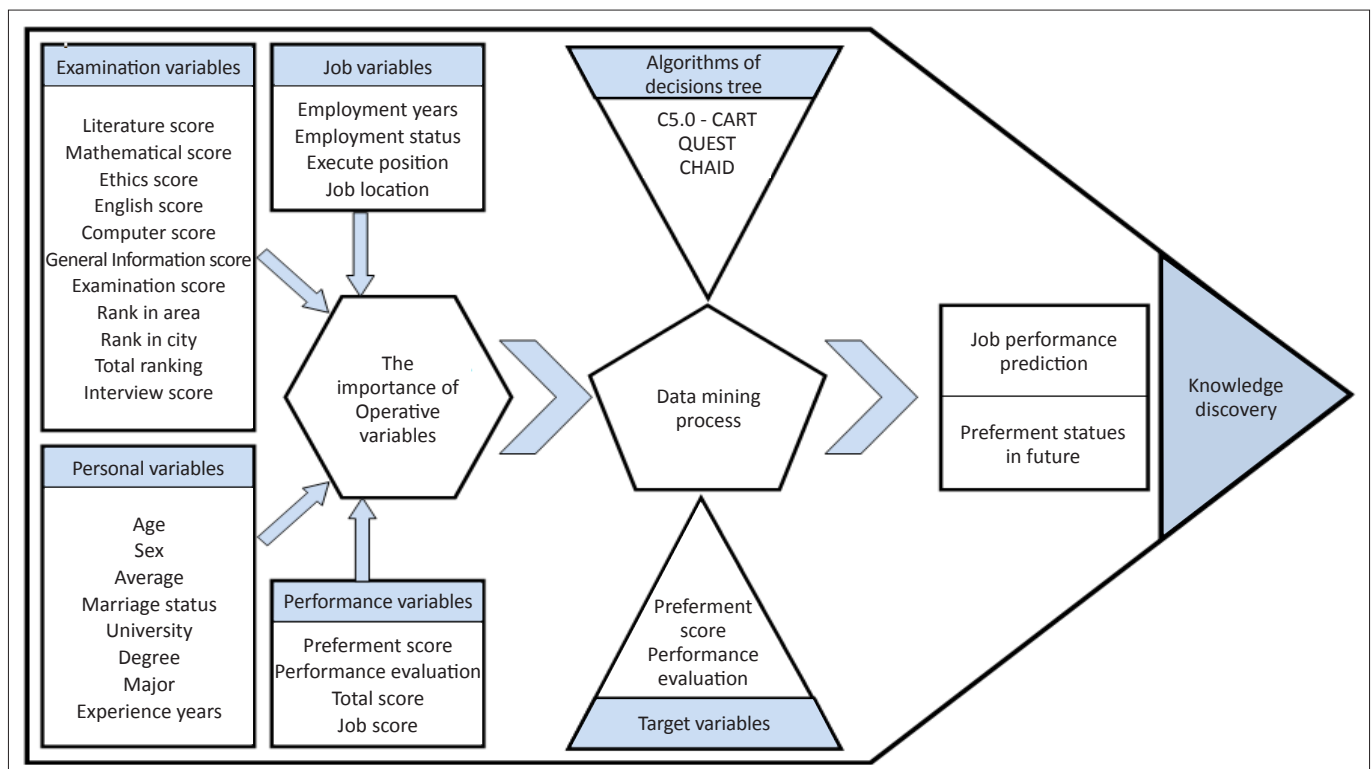 Examination variables
Literature score
Mathematical score
Ethics score
English score
Computer score
General Information score
Examination score
Rank in area
Rank in city
Total ranking
Interview score
Personal variables
Age
Sex
Average
Marriage status
University
Degree
Major
Experience years
Job variables
Employment years
Employment status
Execute position
Job location
The
importance of
Operative
variables
Performance variables
Preferment score
Performance evaluation
Total score
Job score
Algorithms of
decisions tree
C5.0 - CART
QUEST
CHAID
Data mining
process
Preferment
score
Performance
evaluation
Target variables
Job performance
prediction
Preferment statues
in future
Knowledge
discovery